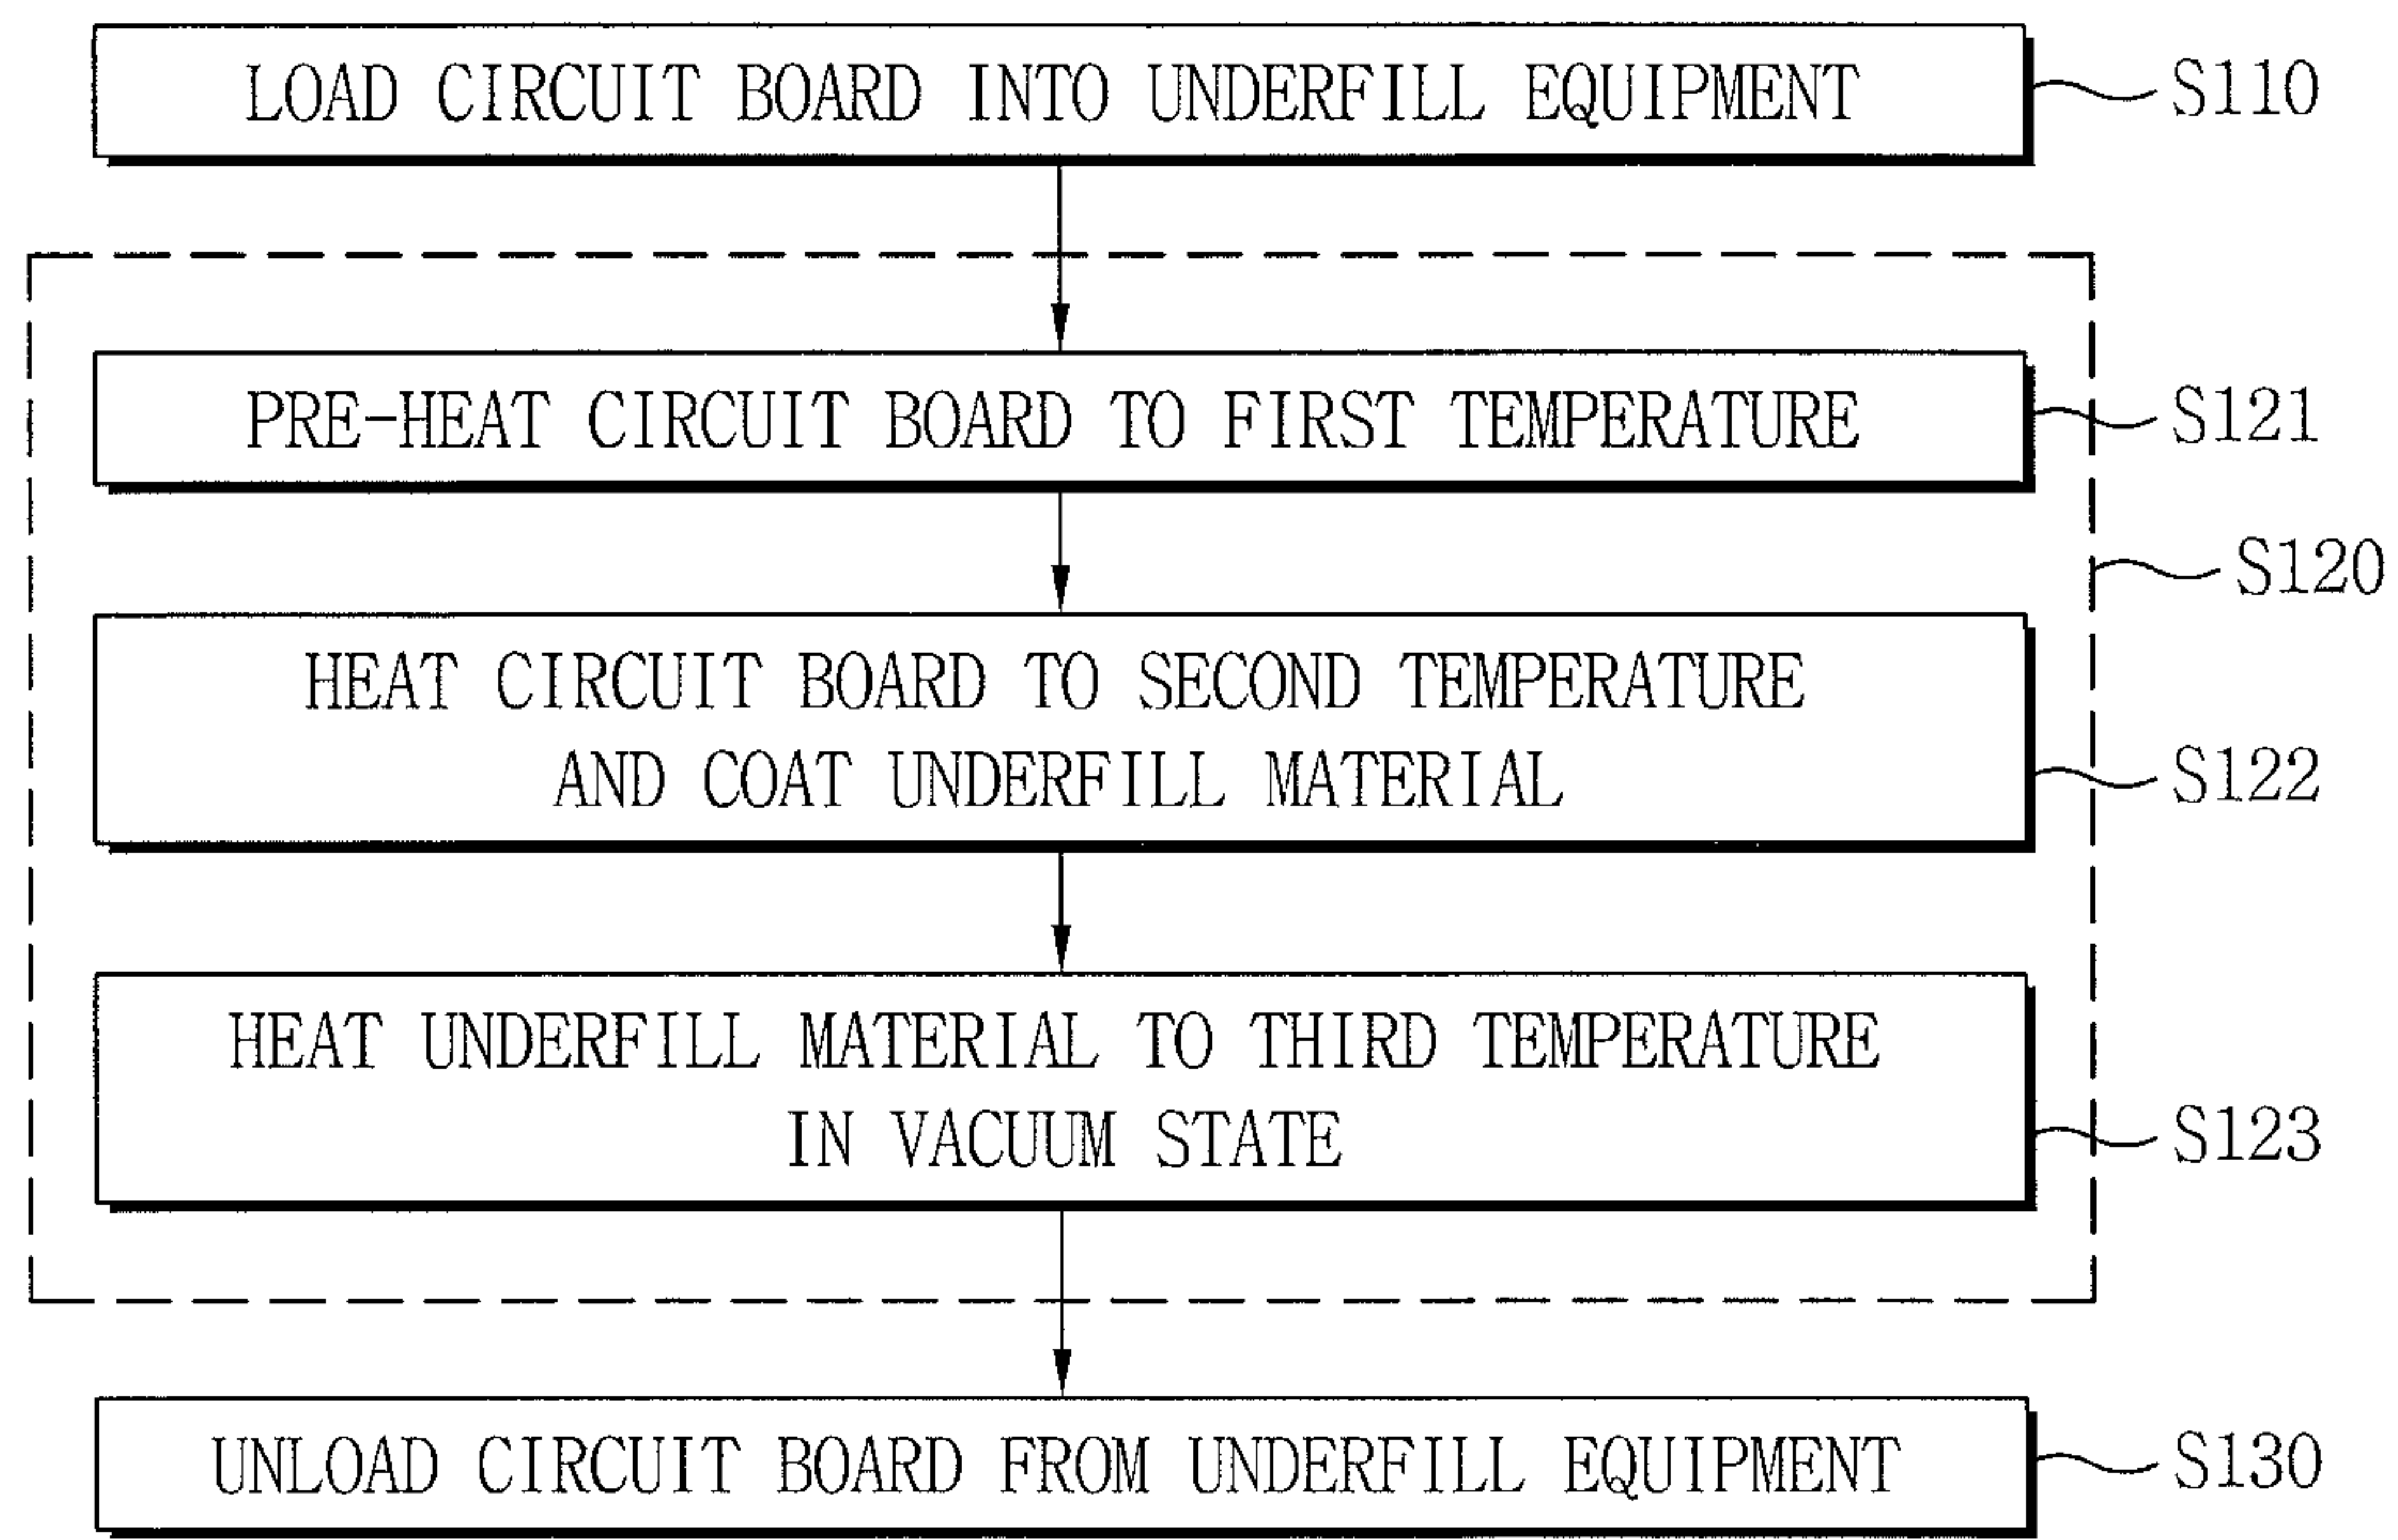 LOAD CIRCUIT BOARD INTO UNDERFILL EQUIPMENT
S110
PRE-HEAT CIRCUIT BOARD TO FIRST TEMPERATURE
S121
S120
HEAT CIRCUIT BOARD TO SECOND TEMPERATURE
AND COAT UNDERFILL MATERIAL
S122
HEAT UNDERFILL MATERIAL TO THIRD TEMPERATURE
IN VACUUM STATE
S123
UNLOAD CIRCUIT BOARD FROM UNDERFILL EQUIPMENT
S130